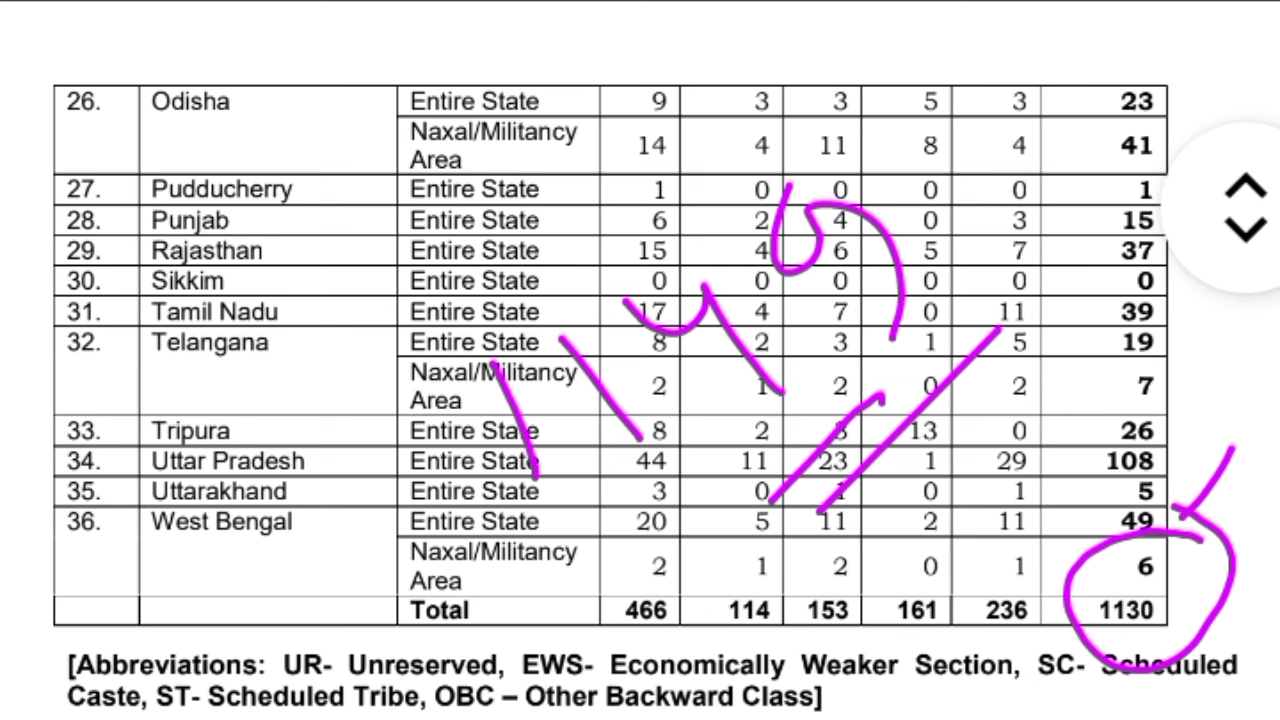 26. Odisha Entire State 9 3 3 5 3 23
Naxal/Militancy Area 14 4 11 8 4 41
27. Pudducherry Entire State 1 0 0 0 0 1
28. Punjab Entire State 6 2 4 0 3 15
29. Rajasthan Entire State 15 4 6 5 7 37
30. Sikkim Entire State 0 0 0 0 0 0
31. Tamil Nadu Entire State 17 4 7 0 11 39
32. Telangana Entire State 8 2 3 1 5 19
Naxal/Militancy Area 2 1 2 0 2 7
33. Tripura Entire State 8 2 3 13 0 26
34. Uttar Pradesh Entire State 44 11 23 1 29 108
35. Uttarakhand Entire State 3 0 1 0 1 5
36. West Bengal Entire State 20 5 11 2 11 49
Naxal/Militancy Area 2 1 2 0 1 6
Total 466 114 153 161 236 1130
[Abbreviations: UR- Unreserved, EWS- Economically Weaker Section, SC- Scheduled
Caste, ST- Scheduled Tribe, OBC – Other Backward Class]